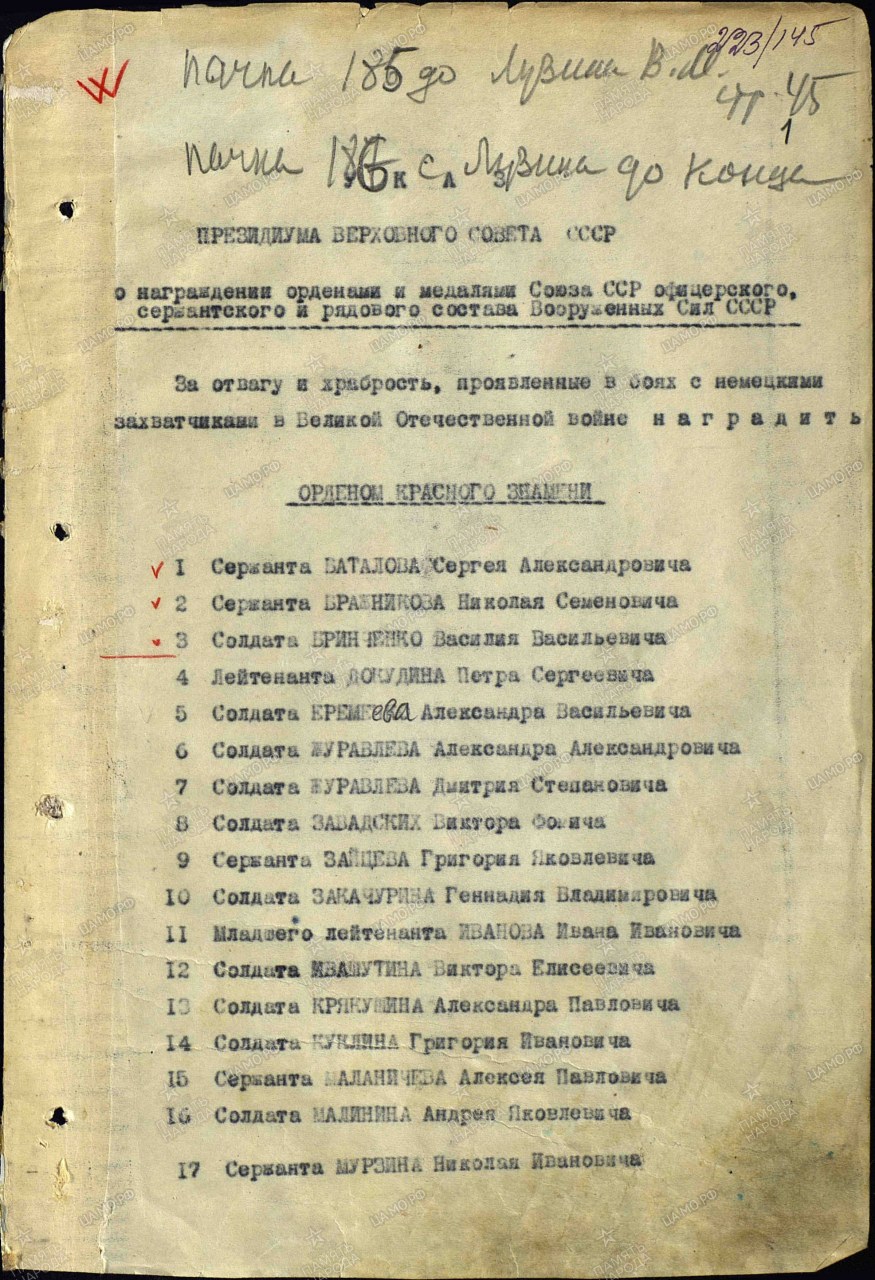 223/145
пачка 185 до Лузина В.М.
стр. 45
1
пачка 186 с Лузина до конца
У К А З
ПРЕЗИДИУМА ВЕРХОВНОГО СОВЕТА СССР
о награждении орденами и медалями Союза ССР офицерского,
сержантского и рядового состава Вооруженных Сил СССР
За отвагу и храбрость, проявленные в боях с немецкими
захватчиками в Великой Отечественной войне н а г р а д и т ь
ОРДЕНОМ КРАСНОГО ЗНАМЕНИ
1 Сержанта БАТАЛОВА Сергея Александровича
2 Сержанта БРАЖНИКОВА Николая Семеновича
3 Солдата БРИНЧЕНКО Василия Васильевича
4 Лейтенанта ДОКУДИНА Петра Сергеевича
5 Солдата ЕРЕМЕева Александра Васильевича
6 Солдата ЖУРАВЛЕВА Александра Александровича
7 Солдата ЖУРАВЛЕВА Дмитрия Степановича
8 Солдата ЗАВАДСКИХ Виктора Фомича
9 Сержанта ЗАЙЦЕВА Григория Яковлевича
10 Солдата ЗАКАЧУРИНА Геннадия Владимировича
11 Младшего лейтенанта ИВАНОВА Ивана Ивановича
12 Солдата ИВАШУТИНА Виктора Елисеевича
13 Солдата КРЯКУШИНА Александра Павловича
14 Солдата КУКЛИНА Григория Ивановича
15 Сержанта МАЛАНИЧЕВА Алексея Павловича
16 Солдата МАЛИНИНА Андрея Яковлевича
17 Сержанта МУРЗИНА Николая Ивановича